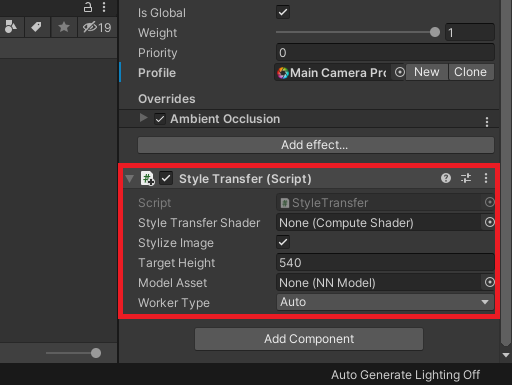 Is Global
19
Weight 1
Priority 0
Profile Main Camera Pro New Clone
Overrides
Ambient Occlusion
Add effect...
# Style Transfer (Script)
Script # StyleTransfer
Style Transfer Shader None (Compute Shader)
Stylize Image
Target Height 540
Model Asset None (NN Model)
Worker Type Auto
Add Component
Auto Generate Lighting Off